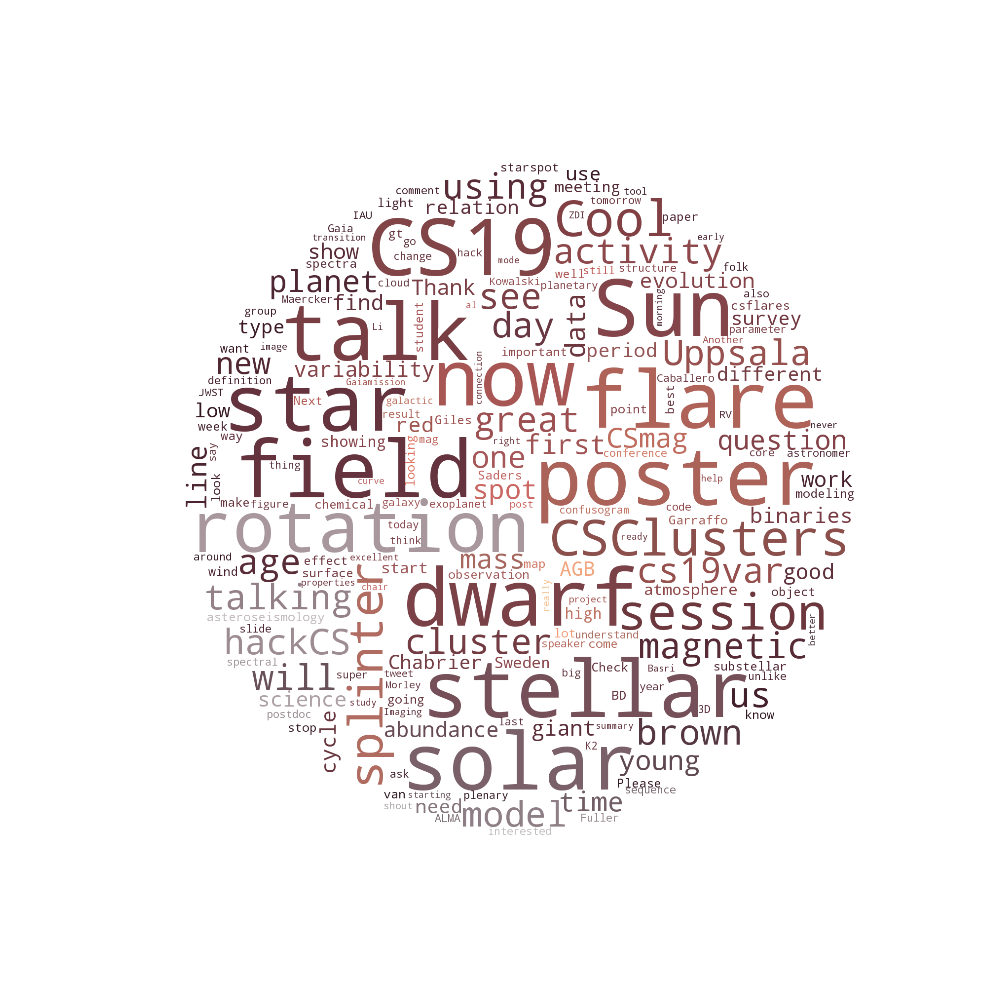 starspot
using
comment
meeting
use
tool
light
relation
tomorrow
IAU
CS19
Cool
ZDI
paper
Gaia
gt
go
early
transition
show
change
hack
mode
activity
spectra
cloud
Kowalski
well
still
structure
folk
planet
Thank
see
planetary
evolution
also
Maercker
find
al
Sun
csflares
group
talk
student
day
data
morning
survey
type
Li
parameter
want
image
important
period
Uppsala
Another
new
variability
connection
different
definition
Gaiamission
now
flare
Caballero
JWST
star
Next
galactic
best
low
result
great
point
RV
never
week
red
Giles
first
CSmag
question
way
showing
mag
right
conference
core
astronomer
say
field
looking
one
Saders
thing
poster
help
work
line
look
curve
spot
modeling
make
figure
chemical
galaxy
exoplanet
post
code
rotation
confusogram
Garraffo
binaries
today
think
CSClusters
ready
around
age
effect
excellent
mass
map
AGB
cs19var
good
wind
surface
start
observation
properties
chair
atmosphere
object
talking
splinter
dwarf
really
project
high
session
asteroseismology
slide
hackCS
cluster
lot
understand
speaker
come
magnetic
better
spectral
Chabrier
Sweden
Check
Basri
substellar
will
super
tweet
big
unlike
science
study
Morley
going
stellar
BD
year
us
know
postdoc
Imaging
3D
stop
cycle
abundance
last
giant
summary
brown
ask
solar
K2
young
van
starting
plenary
Please
sequence
shout
need
model
time
ALMA
Fuller
interested